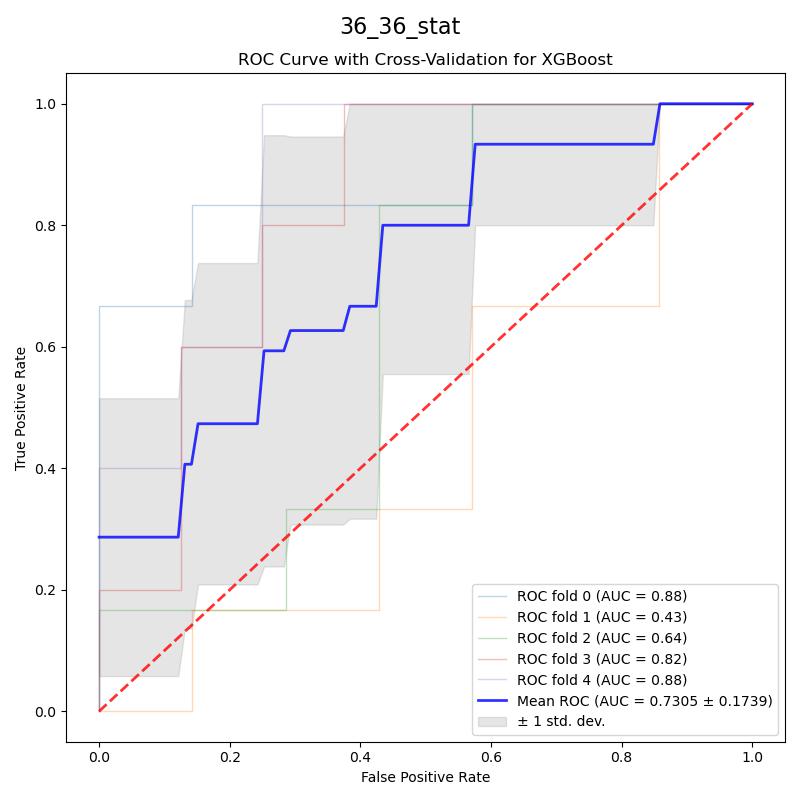 36_36_stat
ROC Curve with Cross-Validation for XGBoost
1.0
0.8
0.6
0.4
0.2
0.0
True Positive Rate
0.0 0.2 0.4 0.6 0.8 1.0
False Positive Rate
ROC fold 0 (AUC = 0.88)
ROC fold 1 (AUC = 0.43)
ROC fold 2 (AUC = 0.64)
ROC fold 3 (AUC = 0.82)
ROC fold 4 (AUC = 0.88)
Mean ROC (AUC = 0.7305 ± 0.1739)
± 1 std. dev.